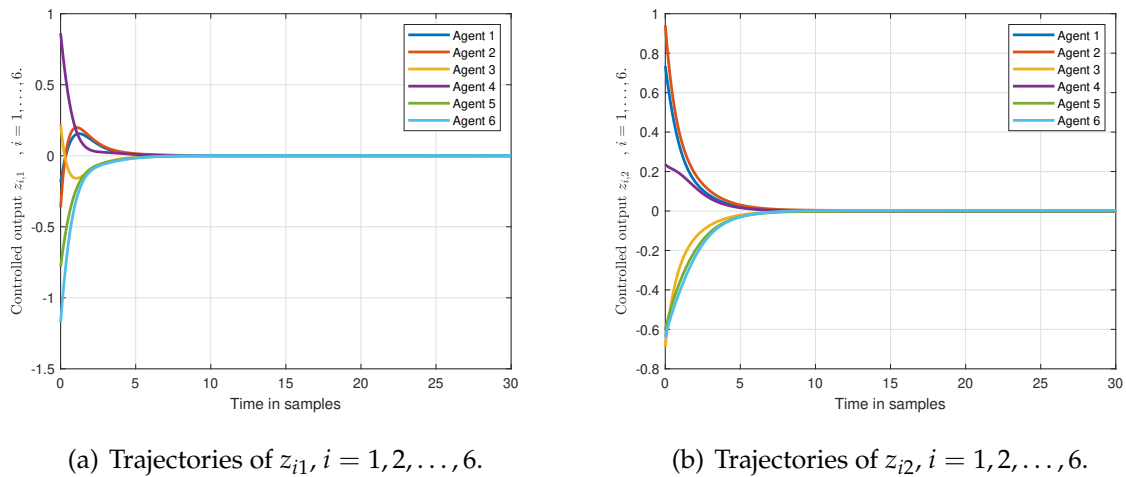 1
0.5
0
-0.5
-1
-1.5
0 5 10 15 20 25 30
Controlled output z_{i,1} , i = 1, . . . , 6.
Time in samples
Agent 1
Agent 2
Agent 3
Agent 4
Agent 5
Agent 6
(a) Trajectories of z_{i1}, i = 1, 2, . . . , 6.
1
0.8
0.6
0.4
0.2
0
-0.2
-0.4
-0.6
-0.8
0 5 10 15 20 25 30
Controlled output z_{i,2} , i = 1, . . . , 6.
Time in samples
Agent 1
Agent 2
Agent 3
Agent 4
Agent 5
Agent 6
(b) Trajectories of z_{i2}, i = 1, 2, . . . , 6.